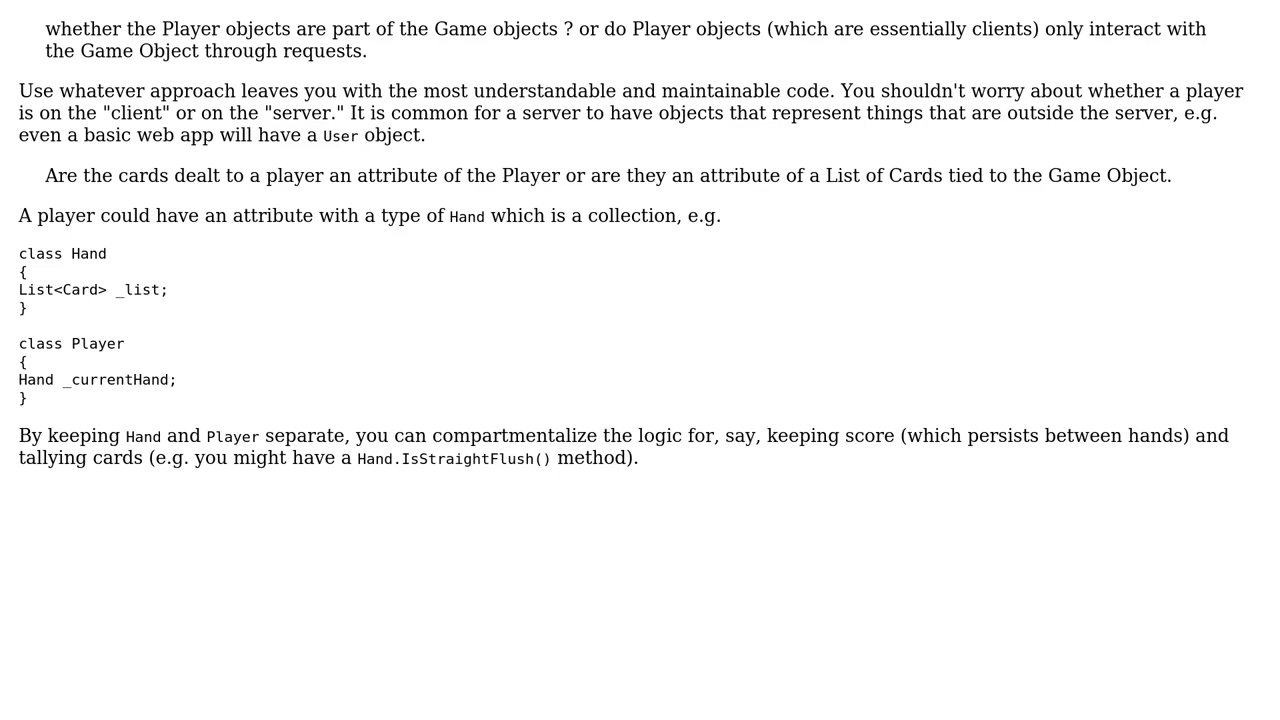 whether the Player objects are part of the Game objects ? or do Player objects (which are essentially clients) only interact with
the Game Object through requests.
Use whatever approach leaves you with the most understandable and maintainable code. You shouldn't worry about whether a player
is on the "client" or on the "server." It is common for a server to have objects that represent things that are outside the server, e.g.
even a basic web app will have a User object.
Are the cards dealt to a player an attribute of the Player or are they an attribute of a List of Cards tied to the Game Object.
A player could have an attribute with a type of Hand which is a collection, e.g.
class Hand
{
List<Card> _list;
}
class Player
{
Hand _currentHand;
}
By keeping Hand and Player separate, you can compartmentalize the logic for, say, keeping score (which persists between hands) and
tallying cards (e.g. you might have a Hand.IsStraightFlush() method).